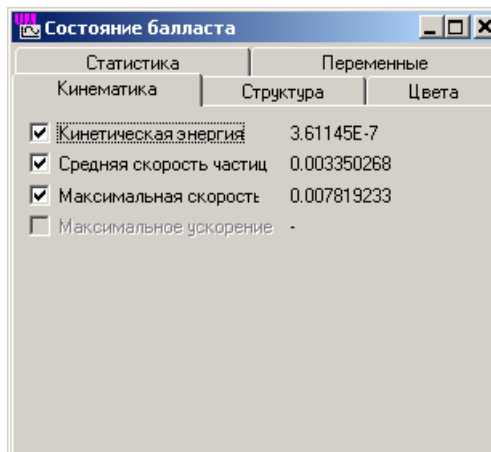 Состояние балласта
Статистика Переменные
Кинематика Структура Цвета
Кинетическая энергия 3.61145E-7
Средняя скорость частиц 0.003350268
Максимальная скорость 0.007819233
Максимальное ускорение -